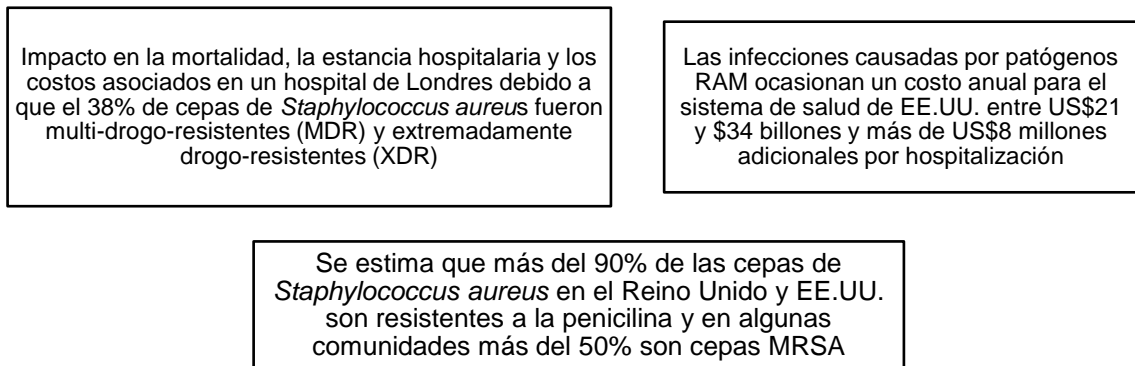 Impacto en la mortalidad, la estancia hospitalaria y los
costos asociados en un hospital de Londres debido a
que el 38% de cepas de Staphylococcus aureus fueron
multi-drogo-resistentes (MDR) y extremadamente
drogo-resistentes (XDR)
Las infecciones causadas por patógenos
RAM ocasionan un costo anual para el
sistema de salud de EE.UU. entre US$21
y $34 billones y más de US$8 millones
adicionales por hospitalización
Se estima que más del 90% de las cepas de
Staphylococcus aureus en el Reino Unido y EE.UU.
son resistentes a la penicilina y en algunas
comunidades más del 50% son cepas MRSA